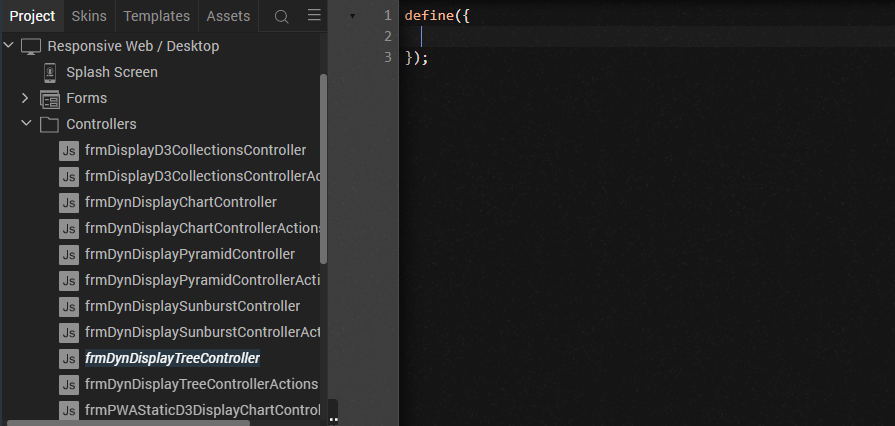 Project Skins Templates Assets
Responsive Web / Desktop
Splash Screen
Forms
Controllers
Js frmDisplayD3CollectionsController
Js frmDisplayD3CollectionsControllerAc
Js frmDynDisplayChartController
Js frmDynDisplayChartControllerActions
Js frmDynDisplayPyramidController
Js frmDynDisplayPyramidControllerActi
Js frmDynDisplaySunburstController
Js frmDynDisplaySunburstControllerAct
Js frmDynDisplayTreeController
Js frmDynDisplayTreeControllerActions
Js frmPWAStaticD3DisplayChartControl
1 define({
2
3 });